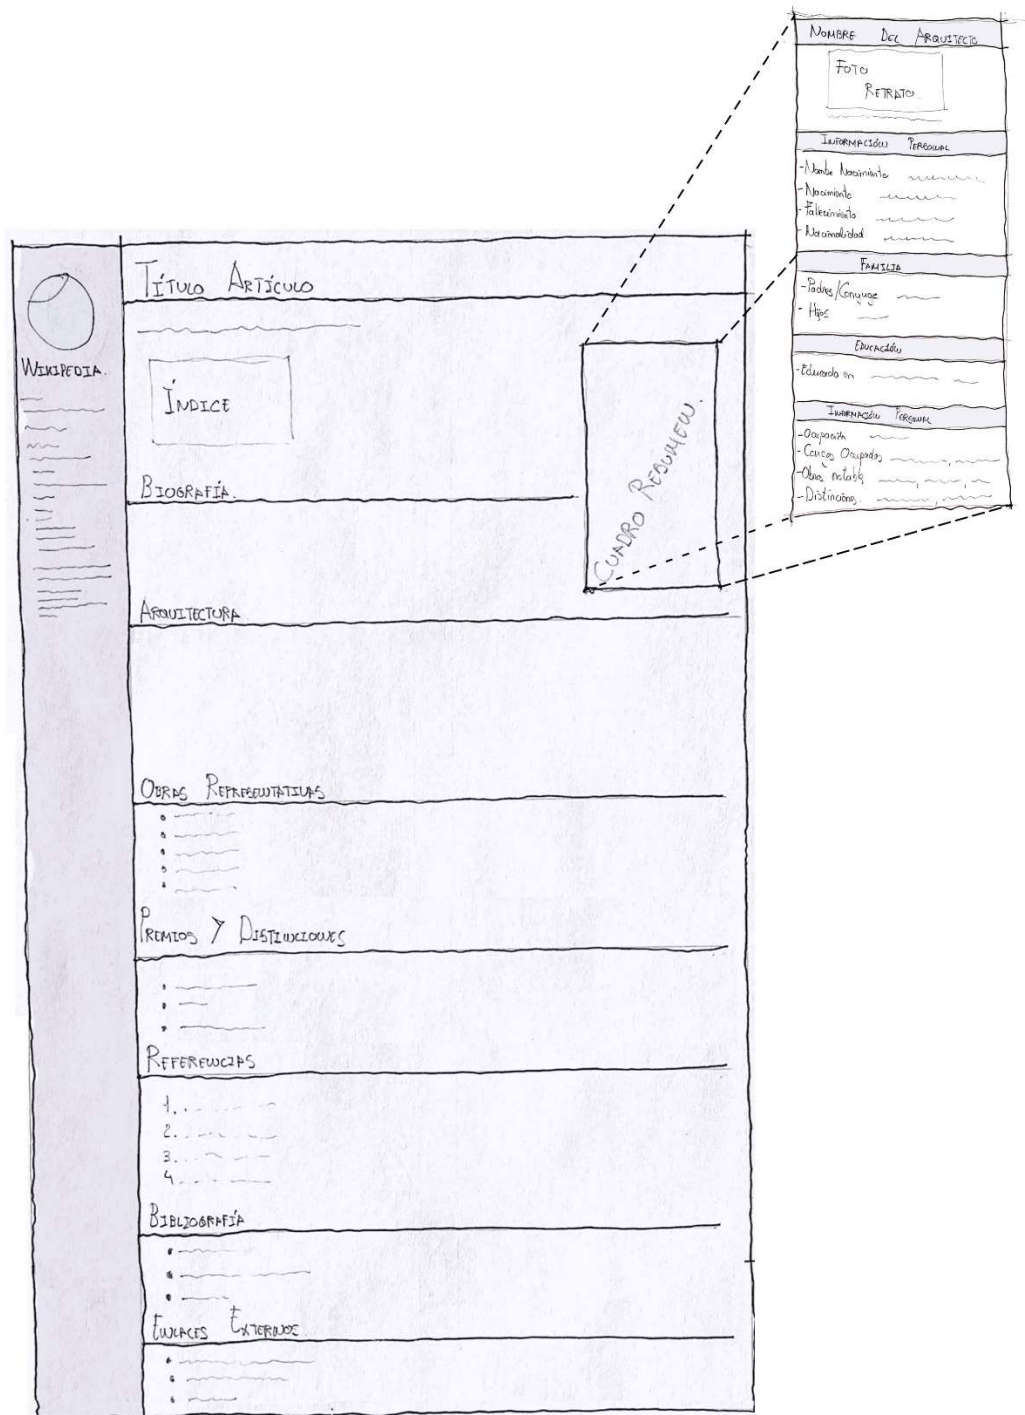 TÍTULO ARTÍCULO
WIKIPEDIA.
ÍNDICE
BIOGRAFÍA.
CUADRO RESUMEN.
ARQUITECTURA
OBRAS REPRESENTATIVAS
PREMIOS Y DISTINCIONES
REFERENCIAS
1.
2.
3.
4
BIBLIOGRAFÍA
ENLACES EXTERNOS
NOMBRE DEL ARQUITECTO
FOTO
RETRATO.
INFORMACIÓN PERSONAL
- Nombre Nacimiento
- Nacimiento
- Fallecimiento
- Nacionalidad
FAMILIA
- Padres/Conyuge
- Hijos
EDUCACIÓN
- Educado en
INFORMACIÓN PERSONAL
- Ocupación
- Cargos Ocupados
- Obras notables
- Distinciones.